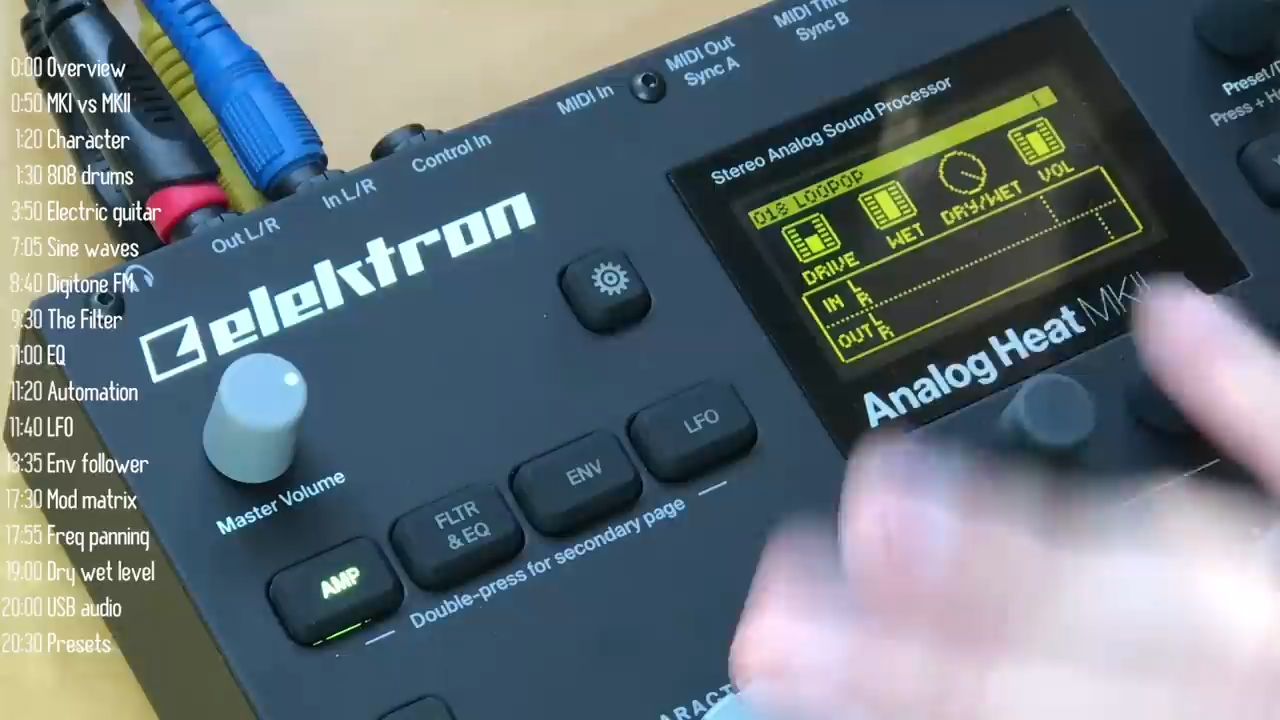 0:00 Overview
0:50 MKI vs MKII
1:20 Character
1:30 808 drums
3:50 Electric guitar
7:05 Sine waves
8:40 Digitone FM
9:30 The Filter
11:00 EQ
11:20 Automation
11:40 LFO
13:35 Env follower
17:30 Mod matrix
17:55 Freq panning
19:00 Dry wet level
20:00 USB audio
20:30 Presets
Out L/R
In L/R
Control In
MIDI In
MIDI Out
Sync A
MIDI Thru
Sync B
Stereo Analog Sound Processor
elektron
018 LOOPOP
DRIVE
WET
DRY/WET
VOL
IN L
R
OUT L
R
Analog Heat MKII
Master Volume
AMP
FLTR
& EQ
ENV
LFO
Double-press for secondary page